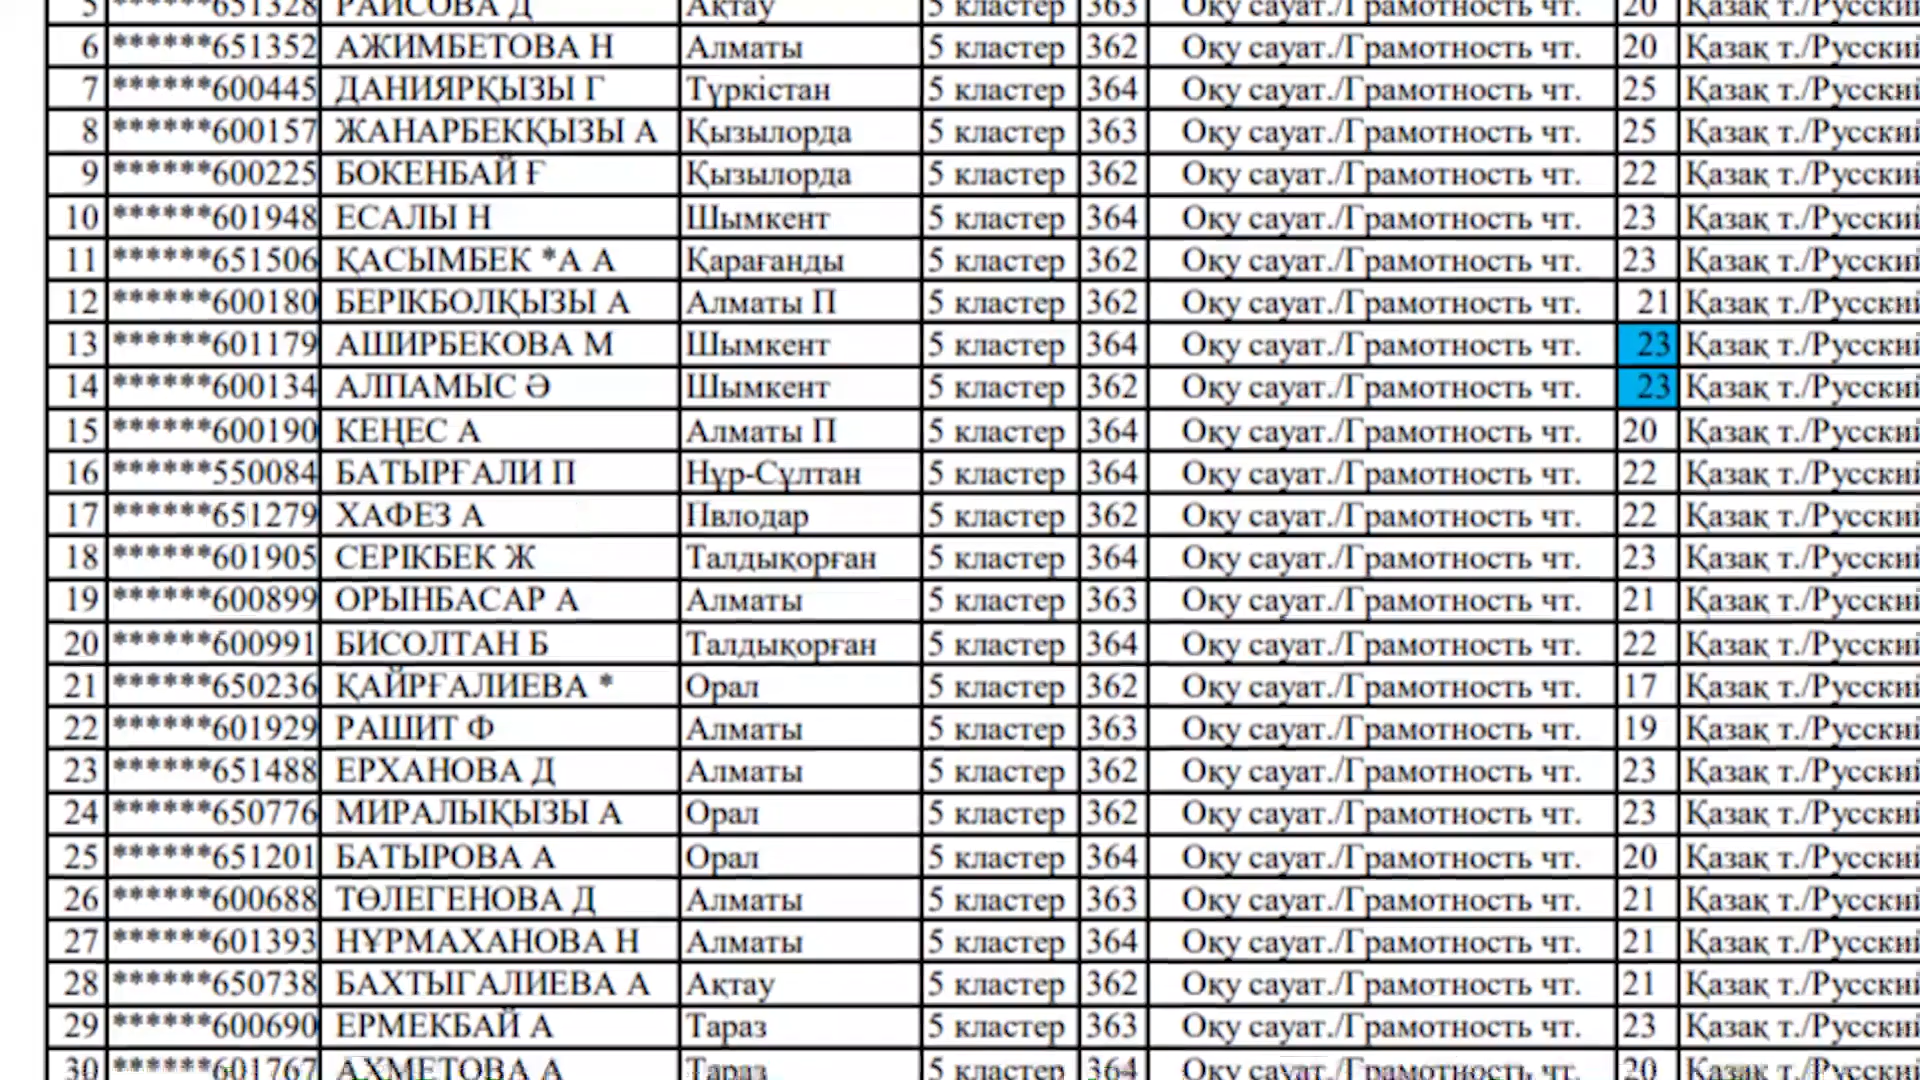 5 ******651328 РАИСОВА Д Ақтау 5 кластер 363 Оқу сауат./Грамотность чт. 20 Қазақ т./Русский
6 ******651352 АЖИМБЕТОВА Н Алматы 5 кластер 362 Оқу сауат./Грамотность чт. 20 Қазақ т./Русский
7 ******600445 ДАНИЯРҚЫЗЫ Г Түркістан 5 кластер 364 Оқу сауат./Грамотность чт. 25 Қазақ т./Русский
8 ******600157 ЖАНАРБЕКҚЫЗЫ А Қызылорда 5 кластер 363 Оқу сауат./Грамотность чт. 25 Қазақ т./Русский
9 ******600225 БОКЕНБАЙ Ғ Қызылорда 5 кластер 362 Оқу сауат./Грамотность чт. 22 Қазақ т./Русский
10 ******601948 ЕСАЛЫ Н Шымкент 5 кластер 364 Оқу сауат./Грамотность чт. 23 Қазақ т./Русский
11 ******651506 ҚАСЫМБЕК *А А Қарағанды 5 кластер 362 Оқу сауат./Грамотность чт. 23 Қазақ т./Русский
12 ******600180 БЕРІКБОЛҚЫЗЫ А Алматы П 5 кластер 362 Оқу сауат./Грамотность чт. 21 Қазақ т./Русский
13 ******601179 АШИРБЕКОВА М Шымкент 5 кластер 364 Оқу сауат./Грамотность чт. 23 Қазақ т./Русский
14 ******600134 АЛПАМЫС Ә Шымкент 5 кластер 362 Оқу сауат./Грамотность чт. 23 Қазақ т./Русский
15 ******600190 КЕҢЕС А Алматы П 5 кластер 364 Оқу сауат./Грамотность чт. 20 Қазақ т./Русский
16 ******550084 БАТЫРҒАЛИ П Нұр-Сұлтан 5 кластер 364 Оқу сауат./Грамотность чт. 22 Қазақ т./Русский
17 ******651279 ХАФЕЗ А Пвлодар 5 кластер 362 Оқу сауат./Грамотность чт. 22 Қазақ т./Русский
18 ******601905 СЕРІКБЕК Ж Талдықорған 5 кластер 364 Оқу сауат./Грамотность чт. 23 Қазақ т./Русский
19 ******600899 ОРЫНБАСАР А Алматы 5 кластер 363 Оқу сауат./Грамотность чт. 21 Қазақ т./Русский
20 ******600991 БИСОЛТАН Б Талдықорған 5 кластер 364 Оқу сауат./Грамотность чт. 22 Қазақ т./Русский
21 ******650236 ҚАЙРҒАЛИЕВА * Орал 5 кластер 362 Оқу сауат./Грамотность чт. 17 Қазақ т./Русский
22 ******601929 РАШИТ Ф Алматы 5 кластер 363 Оқу сауат./Грамотность чт. 19 Қазақ т./Русский
23 ******651488 ЕРХАНОВА Д Алматы 5 кластер 362 Оқу сауат./Грамотность чт. 23 Қазақ т./Русский
24 ******650776 МИРАЛЫҚЫЗЫ А Орал 5 кластер 362 Оқу сауат./Грамотность чт. 23 Қазақ т./Русский
25 ******651201 БАТЫРОВА А Орал 5 кластер 364 Оқу сауат./Грамотность чт. 20 Қазақ т./Русский
26 ******600688 ТӨЛЕГЕНОВА Д Алматы 5 кластер 363 Оқу сауат./Грамотность чт. 21 Қазақ т./Русский
27 ******601393 НҰРМАХАНОВА Н Алматы 5 кластер 364 Оқу сауат./Грамотность чт. 21 Қазақ т./Русский
28 ******650738 БАХТЫГАЛИЕВА А Ақтау 5 кластер 362 Оқу сауат./Грамотность чт. 21 Қазақ т./Русский
29 ******600690 ЕРМЕКБАЙ А Тараз 5 кластер 363 Оқу сауат./Грамотность чт. 23 Қазақ т./Русский
30 ******601767 АХМЕТОВА А Тараз 5 кластер 364 Оқу сауат./Грамотность чт. 20 Қазақ т./Русский